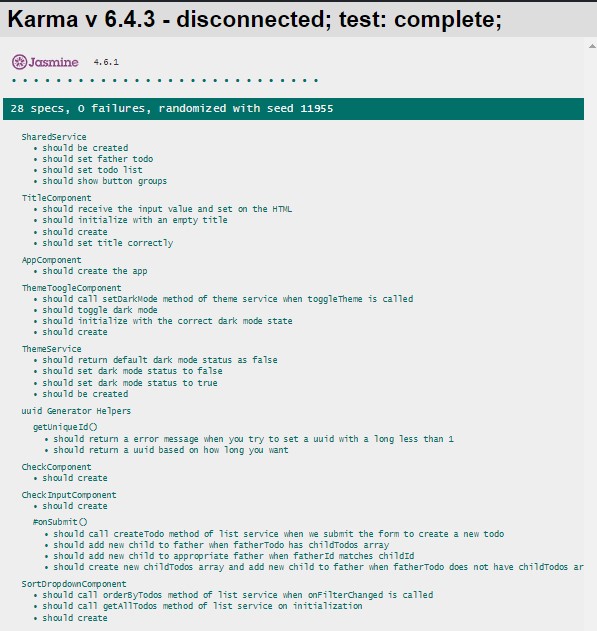 Karma v 6.4.3 - disconnected; test: complete;
Jasmine 4.6.1
28 specs, 0 failures, randomized with seed 11955
SharedService
• should be created
• should set father todo
• should set todo list
• should show button groups
TitleComponent
• should receive the input value and set on the HTML
• should initialize with an empty title
• should create
• should set title correctly
AppComponent
• should create the app
ThemeToogleComponent
• should call setDarkMode method of theme service when toggleTheme is called
• should toggle dark mode
• should initialize with the correct dark mode state
• should create
ThemeService
• should return default dark mode status as false
• should set dark mode status to false
• should set dark mode status to true
• should be created
uuid Generator Helpers
getUniqueId()
• should return a error message when you try to set a uuid with a long less than 1
• should return a uuid based on how long you want
CheckComponent
• should create
CheckInputComponent
• should create
#onSubmit()
• should call createTodo method of list service when we submit the form to create a new todo
• should add new child to father when fatherTodo has childTodos array
• should add new child to appropriate father when fatherId matches childId
• should create new childTodos array and add new child to father when fatherTodo does not have childTodos ar
SortDropdownComponent
• should call orderByTodos method of list service when onFilterChanged is called
• should call getAllTodos method of list service on initialization
• should create